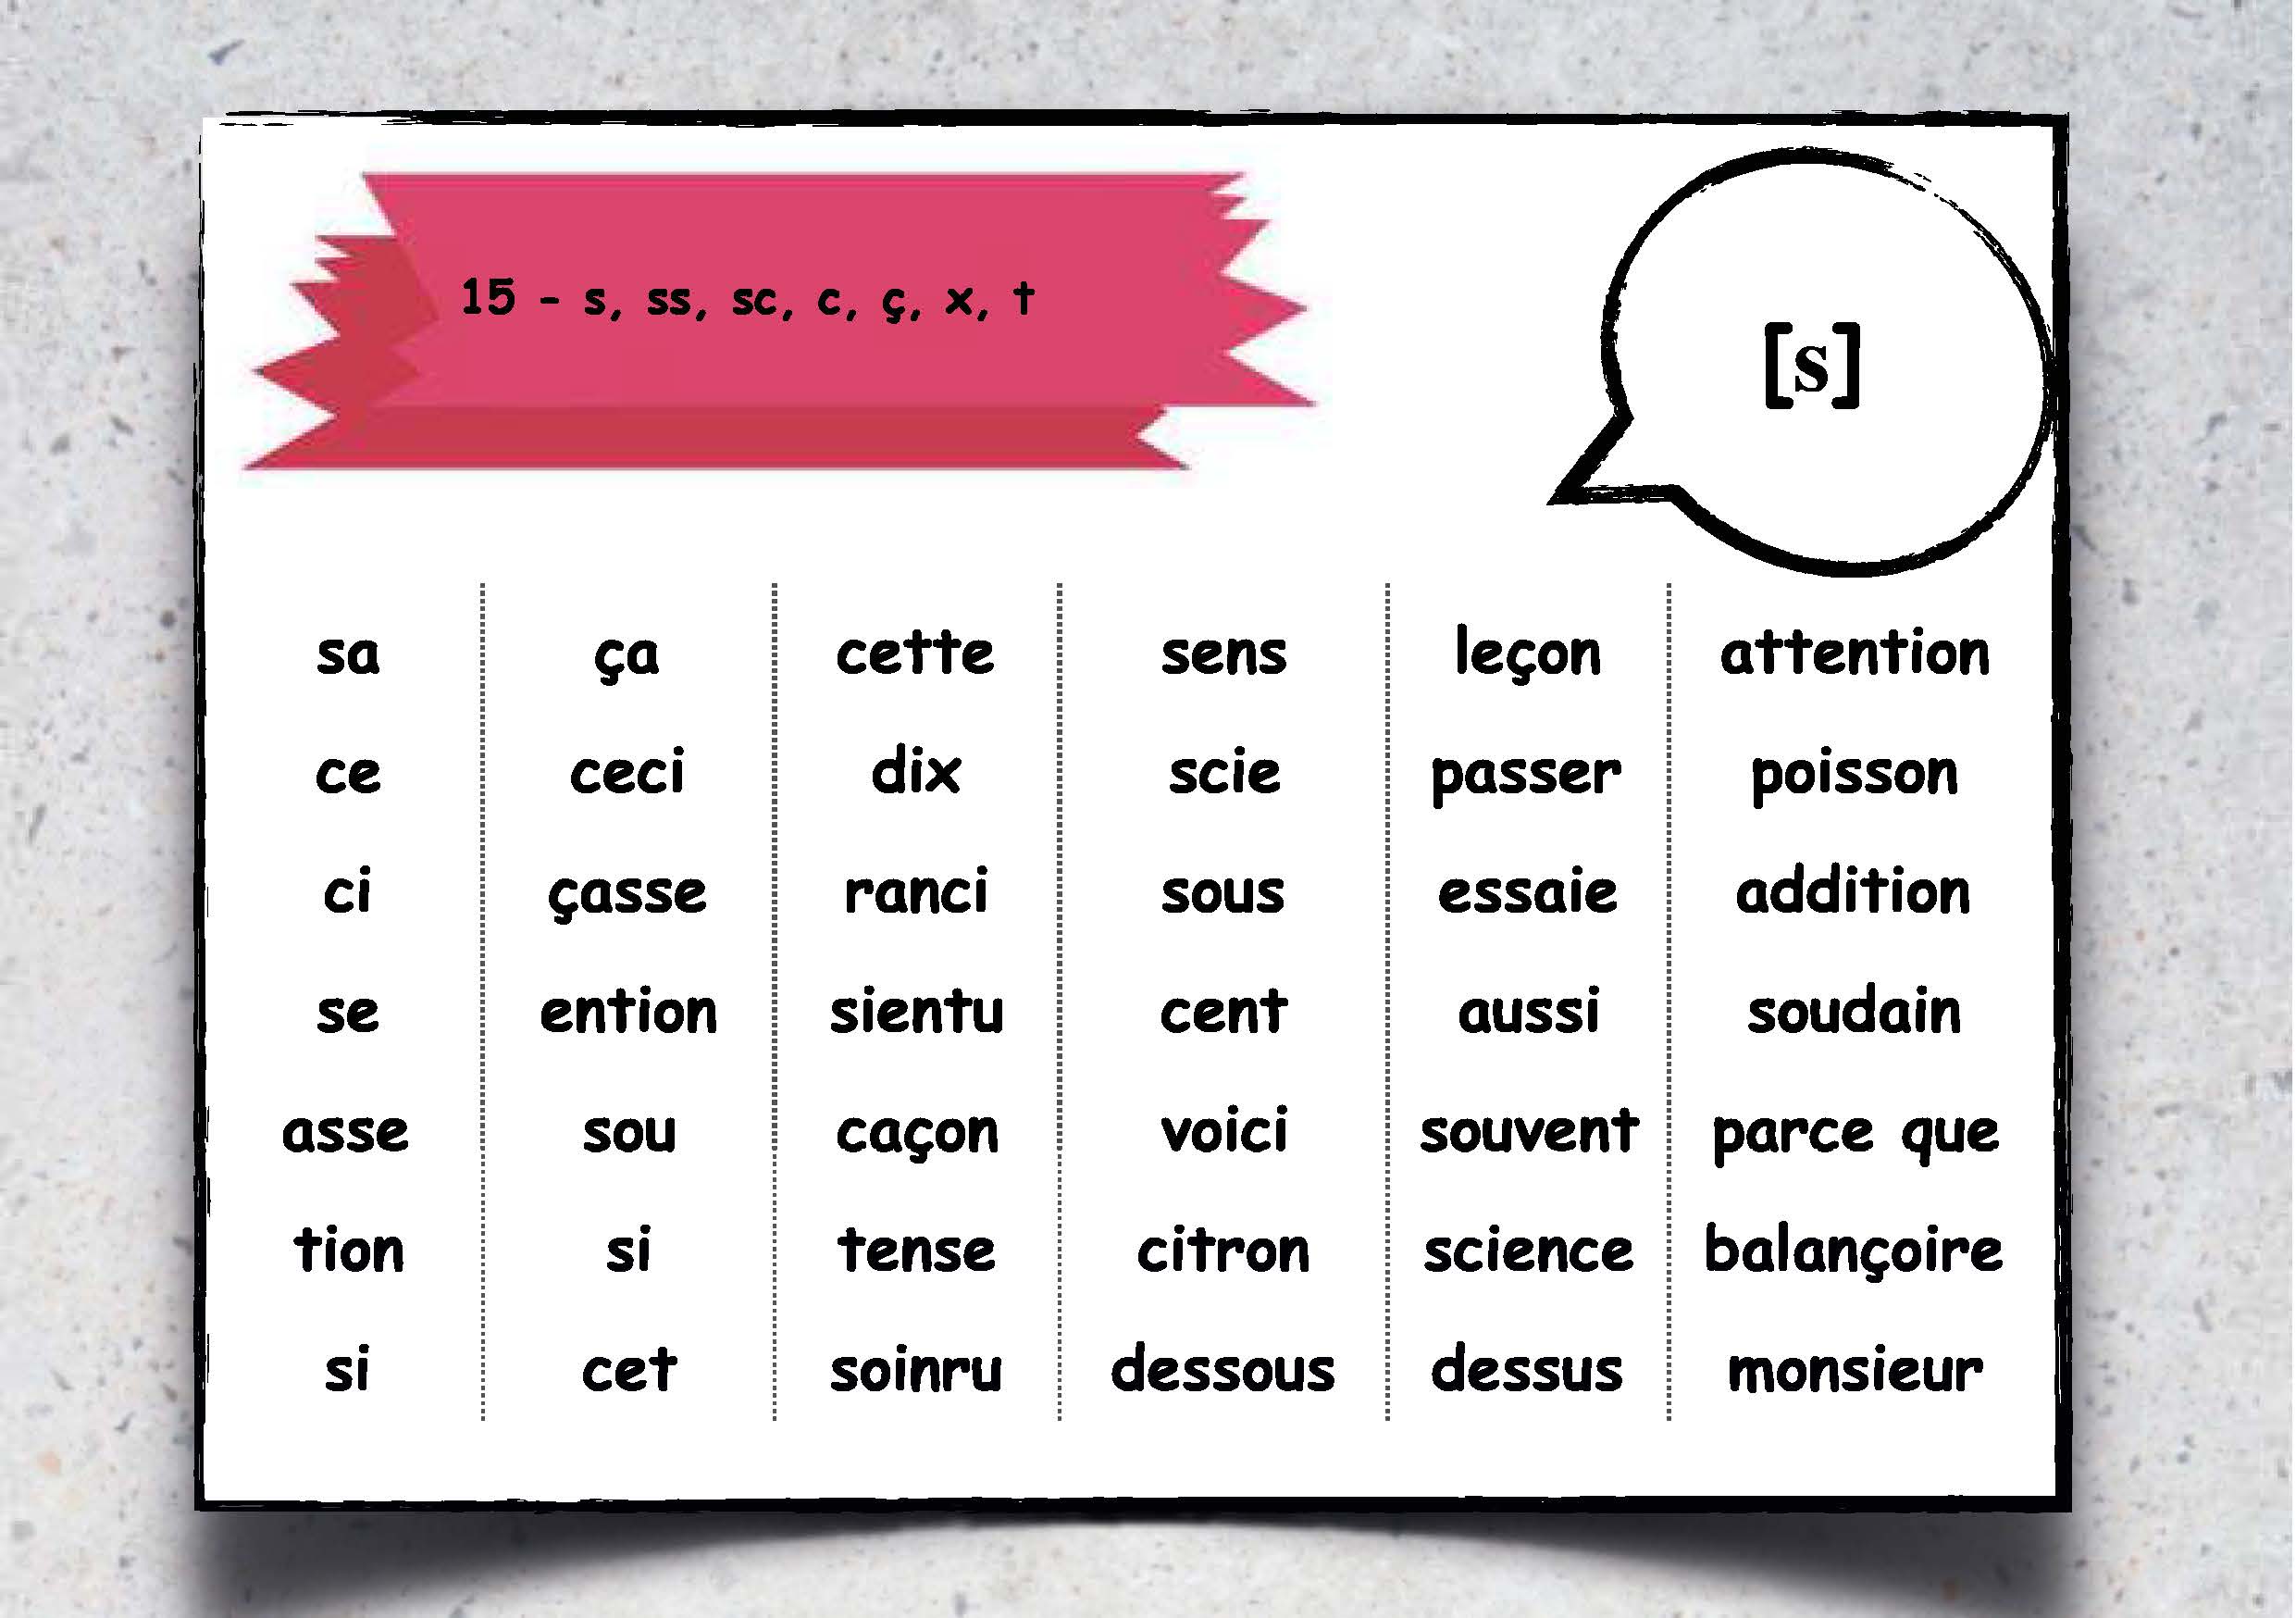 15 - s, ss, sc, c, ç, x, t
[s]
sa ça cette sens leçon attention
ce ceci dix scie passer poisson
ci çasse ranci sous essaie addition
se ention sientu cent aussi soudain
asse sou caçon voici souvent parce que
tion si tense citron science balançoire
si cet soinru dessous dessus monsieur